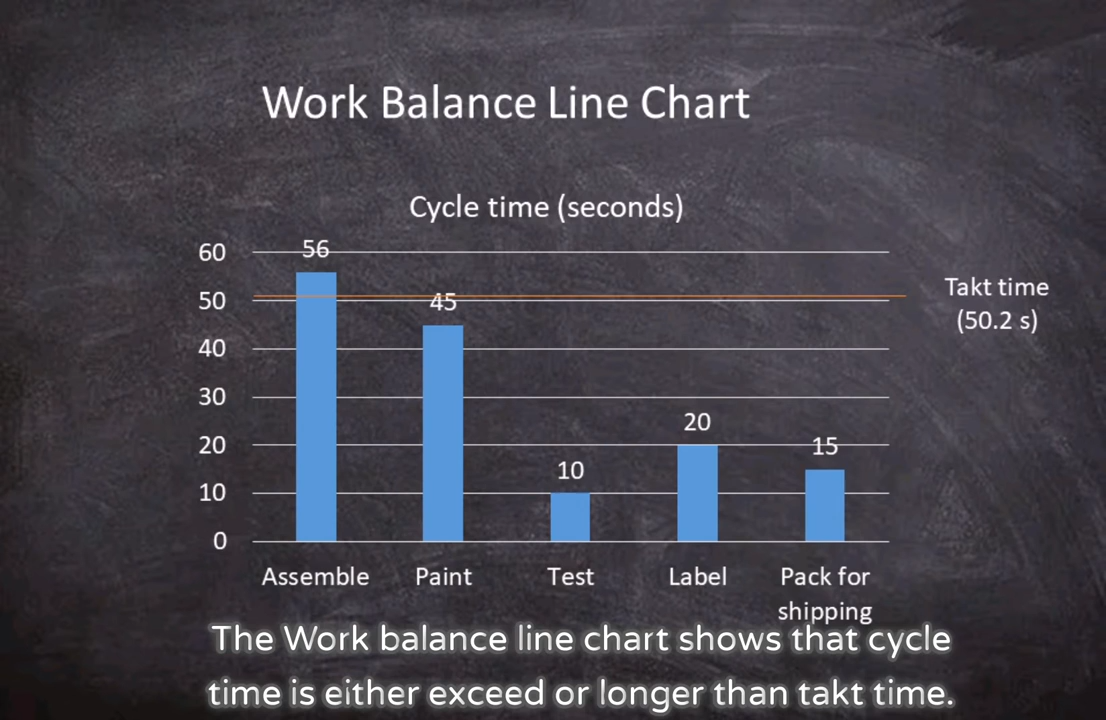 Work Balance Line Chart
Cycle time (seconds)
60
50
40
30
20
10
0
56
45
10
20
15
Takt time
(50.2 s)
Assemble
Paint
Test
Label
Pack for
shipping
The Work balance line chart shows that cycle
time is either exceed or longer than takt time.